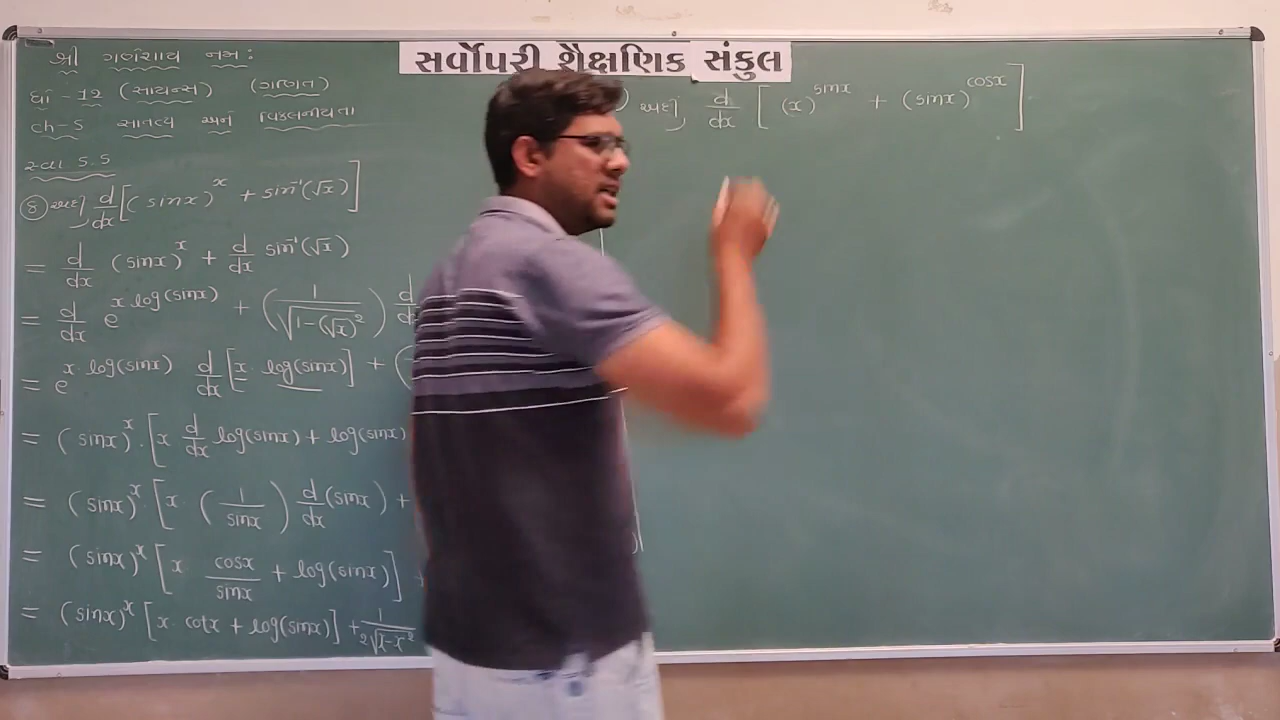 સર્વોપરી શૈક્ષણિક સંકુલ
શ્રી ગણેશાય નમઃ
ધો - 12 (સાયન્સ) (ગણિત)
ch-5 સાતત્ય અને વિકલનીયતા
સ્વા 5.5
⑧ અહીં d/dx [(sinx)^x + sin⁻¹(√x)]
= d/dx (sinx)^x + d/dx sin⁻¹(√x)
= d/dx e^{x log(sinx)} + (1/√(1-(√x)²)) d
= e^{x log(sinx)} d/dx [x log(sinx)] + (
= (sinx)^x · [x d/dx log(sinx) + log(sinx)
= (sinx)^x [x (1/sinx) d/dx (sinx) +
= (sinx)^x [x cosx/sinx + log(sinx)]
= (sinx)^x [x cotx + log(sinx)] + 1/2√(x-x²)
) અહીં, d/dx [(x)^{sinx} + (sinx)^{cosx}]